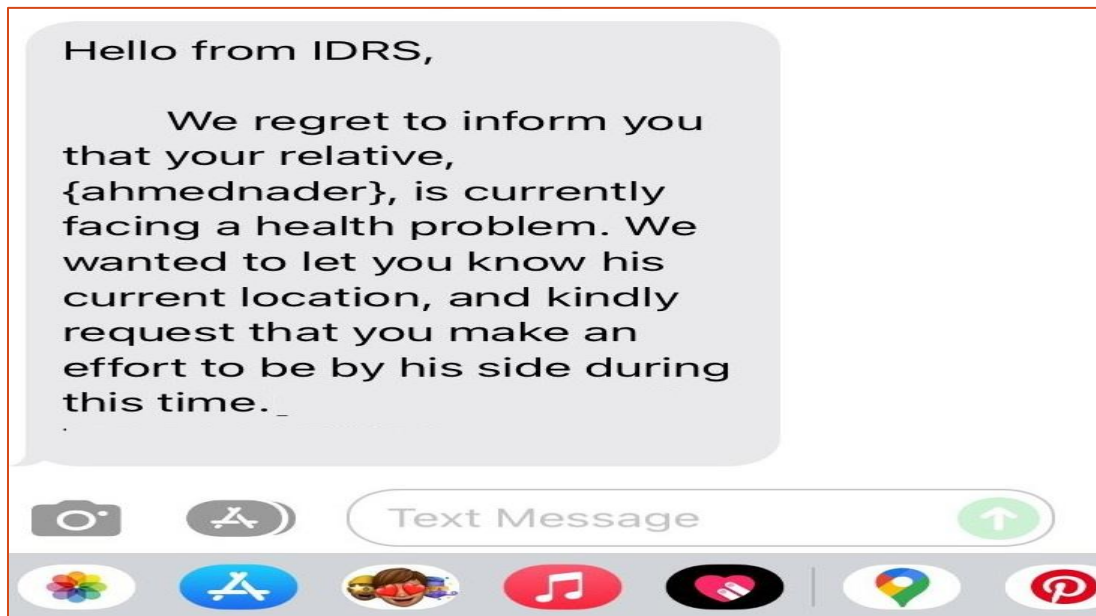 Hello from IDRS,
We regret to inform you
that your relative,
{ahmednader}, is currently
facing a health problem. We
wanted to let you know his
current location, and kindly
request that you make an
effort to be by his side during
this time.
Text Message